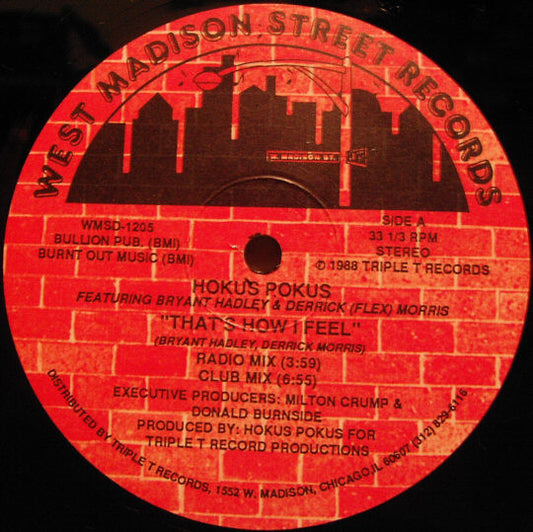 WEST MADISON STREET RECORDS
W. MADISON ST.
WMSD-1205
BULLION PUB. (BMI)
BURNT OUT MUSIC (BMI)
SIDE A
33 1/3 RPM
STEREO
© 1988 TRIPLE T RECORDS
HOKUS POKUS
FEATURING BRYANT HADLEY & DERRICK (FLEX) MORRIS
"THAT'S HOW I FEEL"
(BRYANT HADLEY, DERRICK MORRIS)
RADIO MIX (3:59)
CLUB MIX (6:55)
EXECUTIVE PRODUCERS: MILTON CRUMP &
DONALD BURNSIDE
PRODUCED BY: HOKUS POKUS FOR
TRIPLE T RECORD PRODUCTIONS
DISTRIBUTED BY TRIPLE T RECORDS, 1552 W. MADISON, CHICAGO, IL 60607 (312) 829-6116